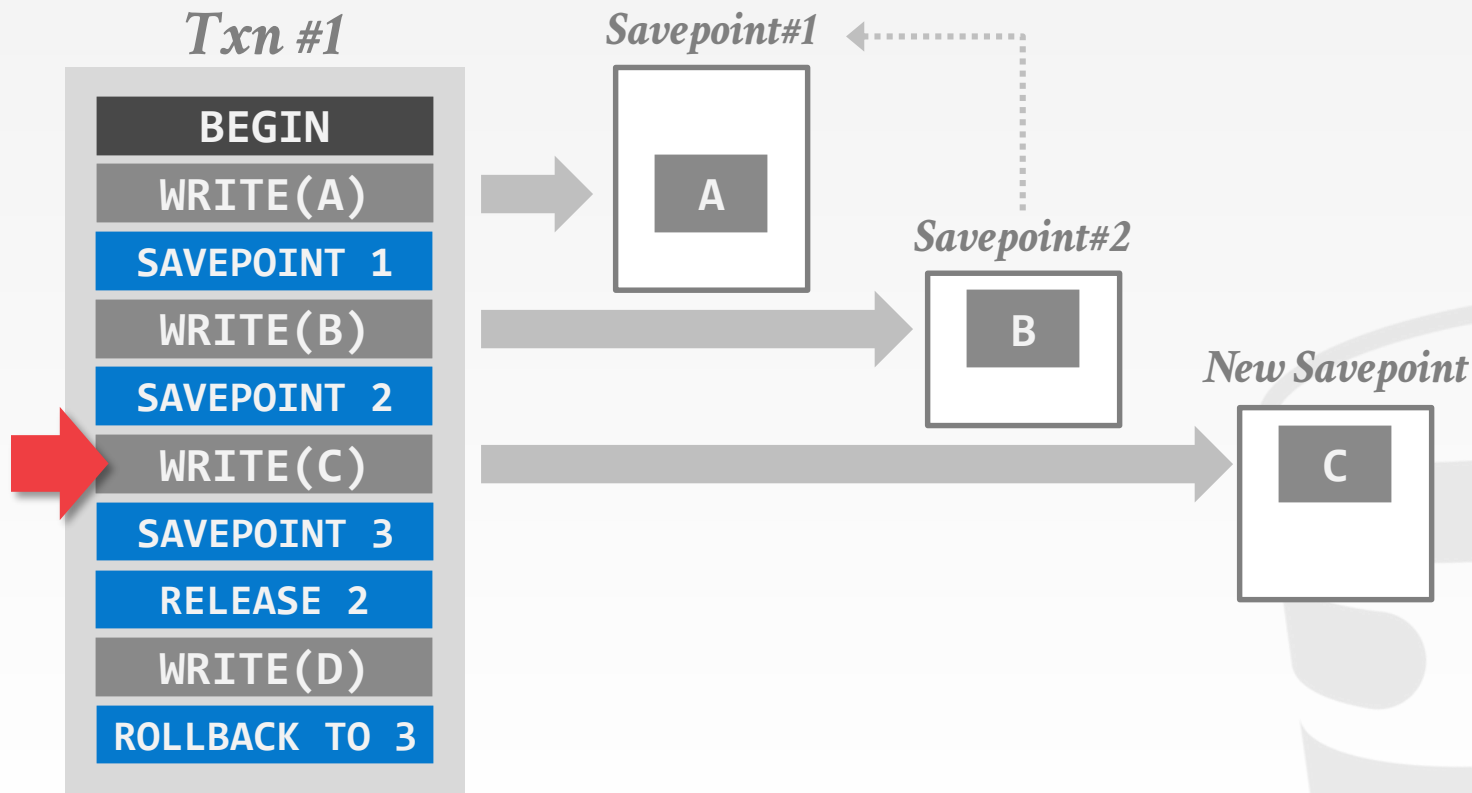 Txn #1
BEGIN
WRITE(A)
SAVEPOINT 1
WRITE(B)
SAVEPOINT 2
WRITE(C)
SAVEPOINT 3
RELEASE 2
WRITE(D)
ROLLBACK TO 3
Savepoint#1
A
Savepoint#2
B
New Savepoint
C